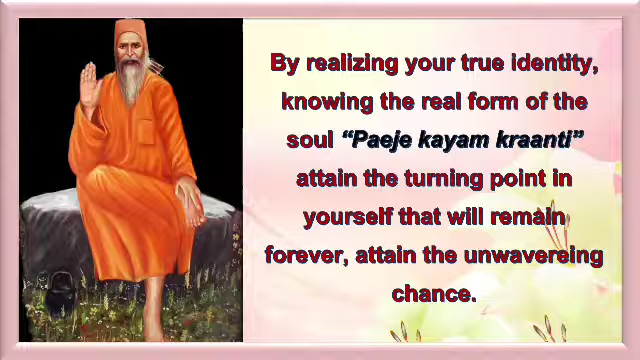 By realizing your true identity,
knowing the real form of the
soul “Paeje kayam kraanti”
attain the turning point in
yourself that will remain
forever, attain the unwavereing
chance.